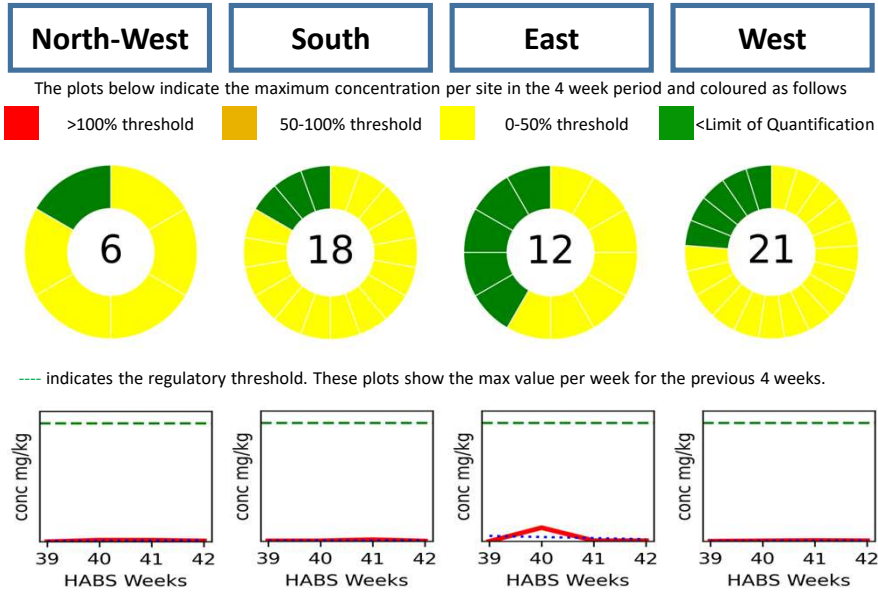 North-West South East West
The plots below indicate the maximum concentration per site in the 4 week period and coloured as follows
>100% threshold 50-100% threshold 0-50% threshold <Limit of Quantification
6 18 12 21
---- indicates the regulatory threshold. These plots show the max value per week for the previous 4 weeks.
conc mg/kg conc mg/kg conc mg/kg conc mg/kg
39 40 41 42 39 40 41 42 39 40 41 42 39 40 41 42
HABS Weeks HABS Weeks HABS Weeks HABS Weeks